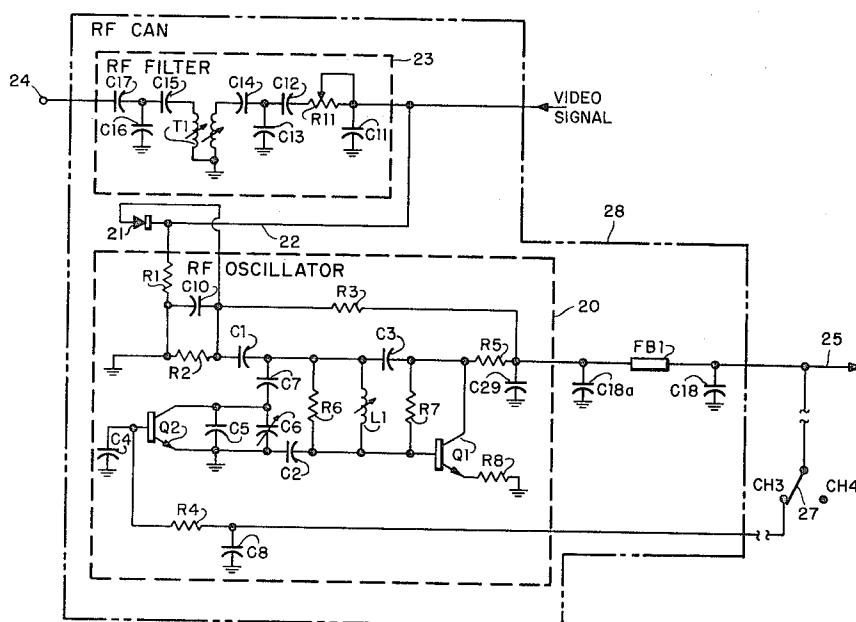 RF CAN
23
24
RF FILTER
C17
C15
C14
C12
VIDEO
SIGNAL
C16
T1
C13
R11
C11
28
21
22
R1
RF OSCILLATOR
C10
R3
20
R2
C1
C3
R5
FB1
25
C7
C29
C18a
C18
R6
L1
R7
C4
Q2
C5
C6
C2
Q1
R8
CH3
CH4
27
R4
C8